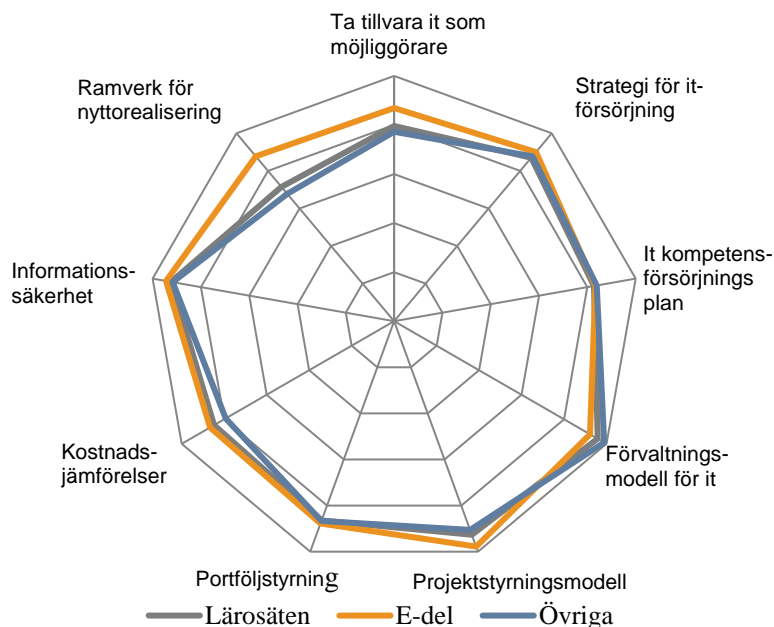 Ta tillvara it som
möjliggörare
Strategi för it-
försörjning
It kompetens-
försörjnings
plan
Förvaltnings-
modell för it
Projektstyrningsmodell
Portföljstyrning
Kostnads-
jämförelser
Informations-
säkerhet
Ramverk för
nyttorealisering
Lärosäten E-del Övriga